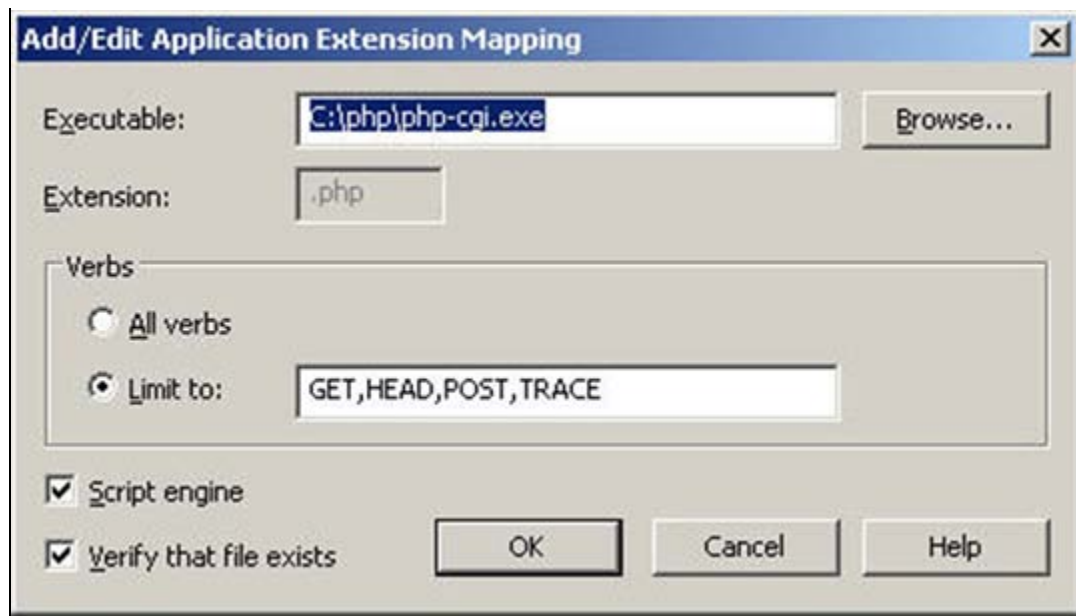 Add/Edit Application Extension Mapping
Executable:
C:\php\php-cgi.exe
Browse...
Extension:
.php
Verbs
All verbs
Limit to:
GET,HEAD,POST,TRACE
Script engine
Verify that file exists
OK
Cancel
Help